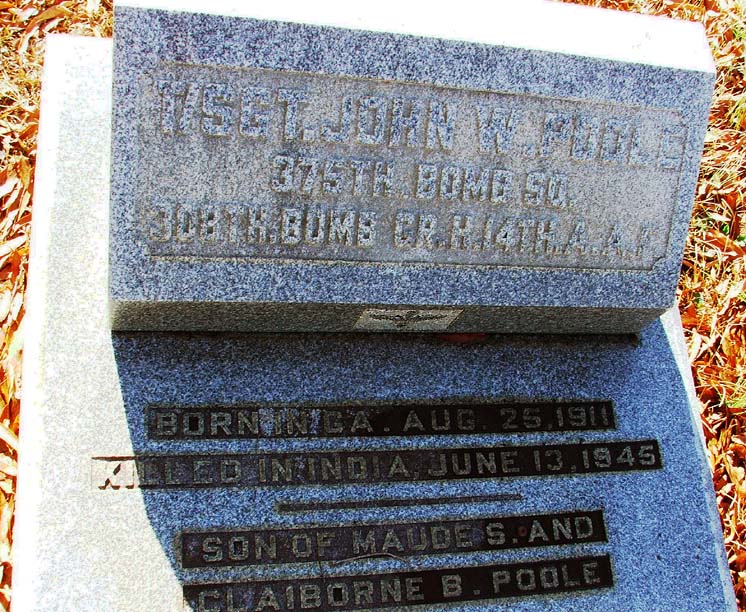 T/SGT. JOHN W. POOLE
375TH. BOMB SQ.
308TH. BOMB GR. H. 14TH. A. A. F.
BORN IN GA. AUG. 25, 1911
KILLED IN INDIA, JUNE 13, 1945
SON OF MAUDE S. AND
CLAIBORNE B. POOLE